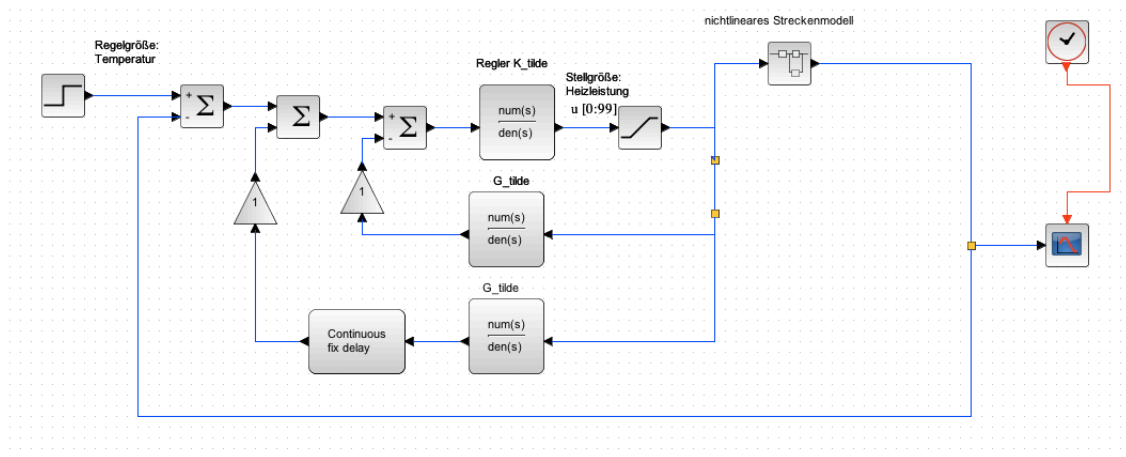 nichtlineares Streckenmodell
Regelgröße:
Temperatur
Regler K_tilde
Stellgröße:
Heizleistung
u [0:99]
+
-
Σ
Σ
+
-
Σ
num(s)
den(s)
1
1
G_tilde
num(s)
den(s)
G_tilde
num(s)
den(s)
Continuous
fix delay